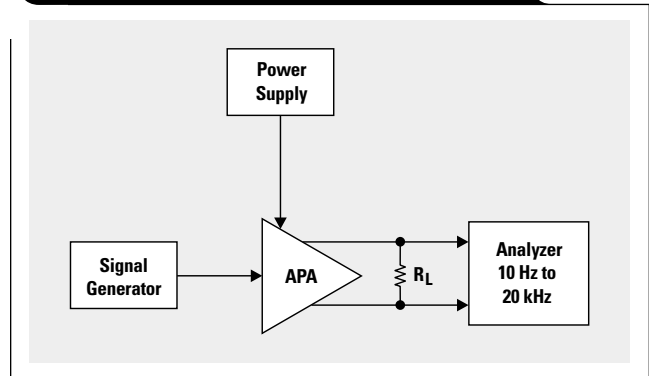 Power
Supply
Signal
Generator
APA
RL
Analyzer
10 Hz to
20 kHz